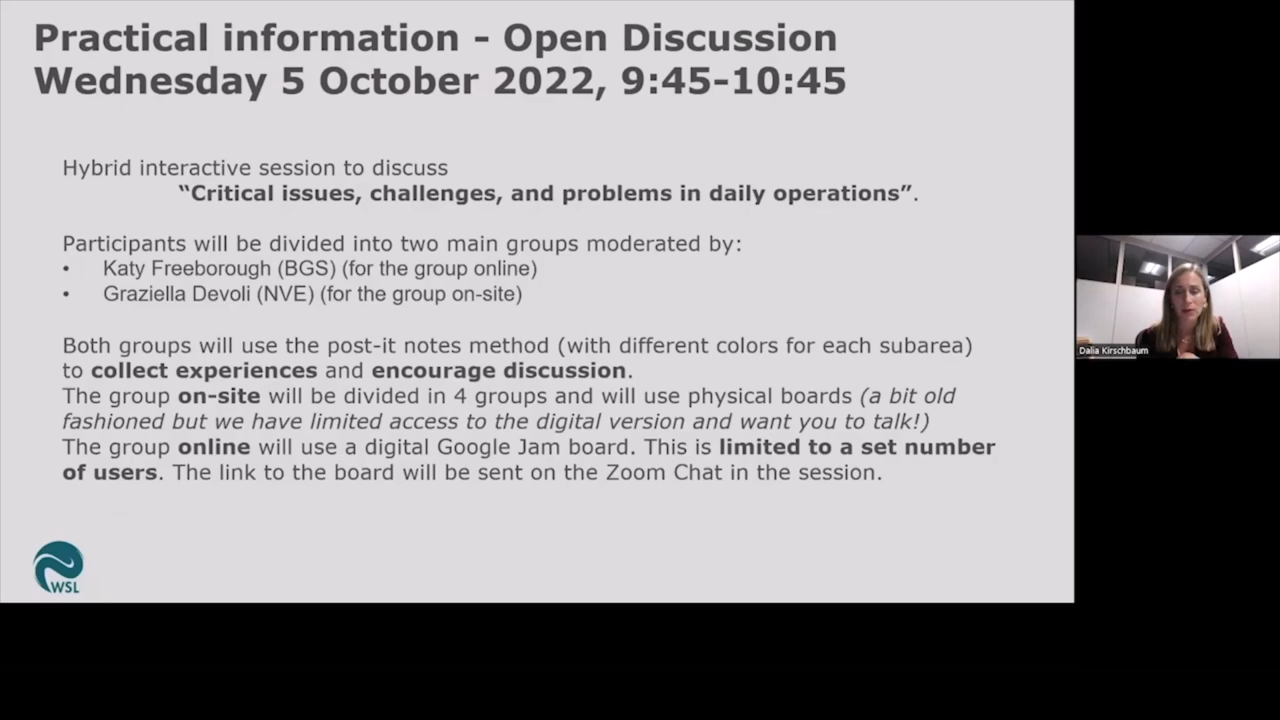 Practical information - Open Discussion
Wednesday 5 October 2022, 9:45-10:45
Hybrid interactive session to discuss
“Critical issues, challenges, and problems in daily operations”.
Participants will be divided into two main groups moderated by:
• Katy Freeborough (BGS) (for the group online)
• Graziella Devoli (NVE) (for the group on-site)
Both groups will use the post-it notes method (with different colors for each subarea)
to collect experiences and encourage discussion.
The group on-site will be divided in 4 groups and will use physical boards (a bit old
fashioned but we have limited access to the digital version and want you to talk!)
The group online will use a digital Google Jam board. This is limited to a set number
of users. The link to the board will be sent on the Zoom Chat in the session.
WSL
Dalia Kirschbaum